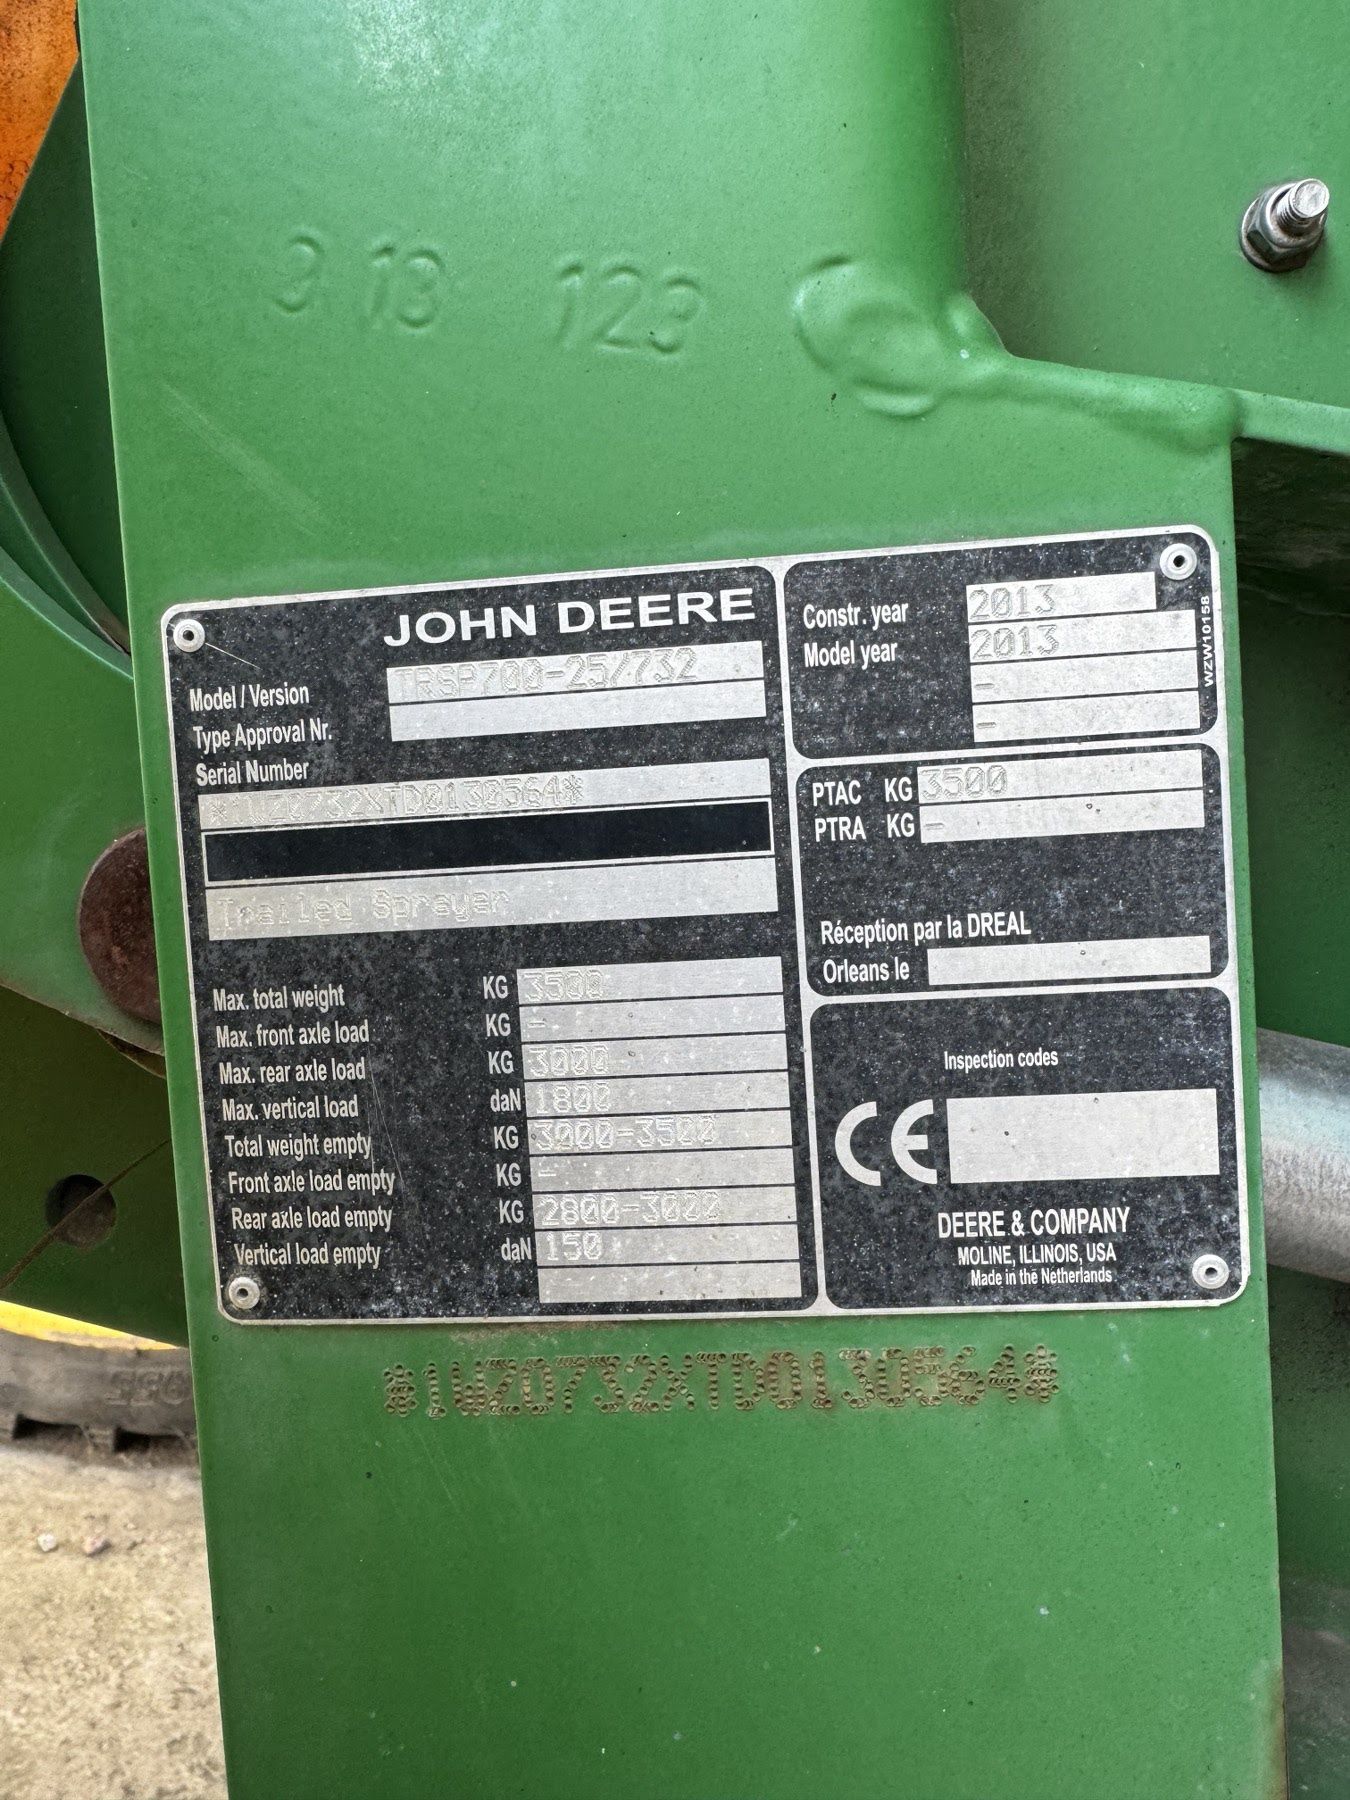 013 123
JOHN DEERE
Model / Version TRSP700-25/732
Type Approval Nr.
Serial Number
*1WZ0732XTD0130564*
Trailed Sprayer
Max. total weight KG 3500
Max. front axle load KG -
Max. rear axle load KG 3000
Max. vertical load daN 1800
Total weight empty KG 3000-3500
Front axle load empty KG -
Rear axle load empty KG 2800-3000
Vertical load empty daN 150
Constr. year 2013
Model year 2013
-
-
WZW10158
PTAC KG 3500
PTRA KG -
Réception par la DREAL
Orleans le
Inspection codes
CE
DEERE & COMPANY
MOLINE, ILLINOIS, USA
Made in the Netherlands
*1WZ0732XTD0130564*